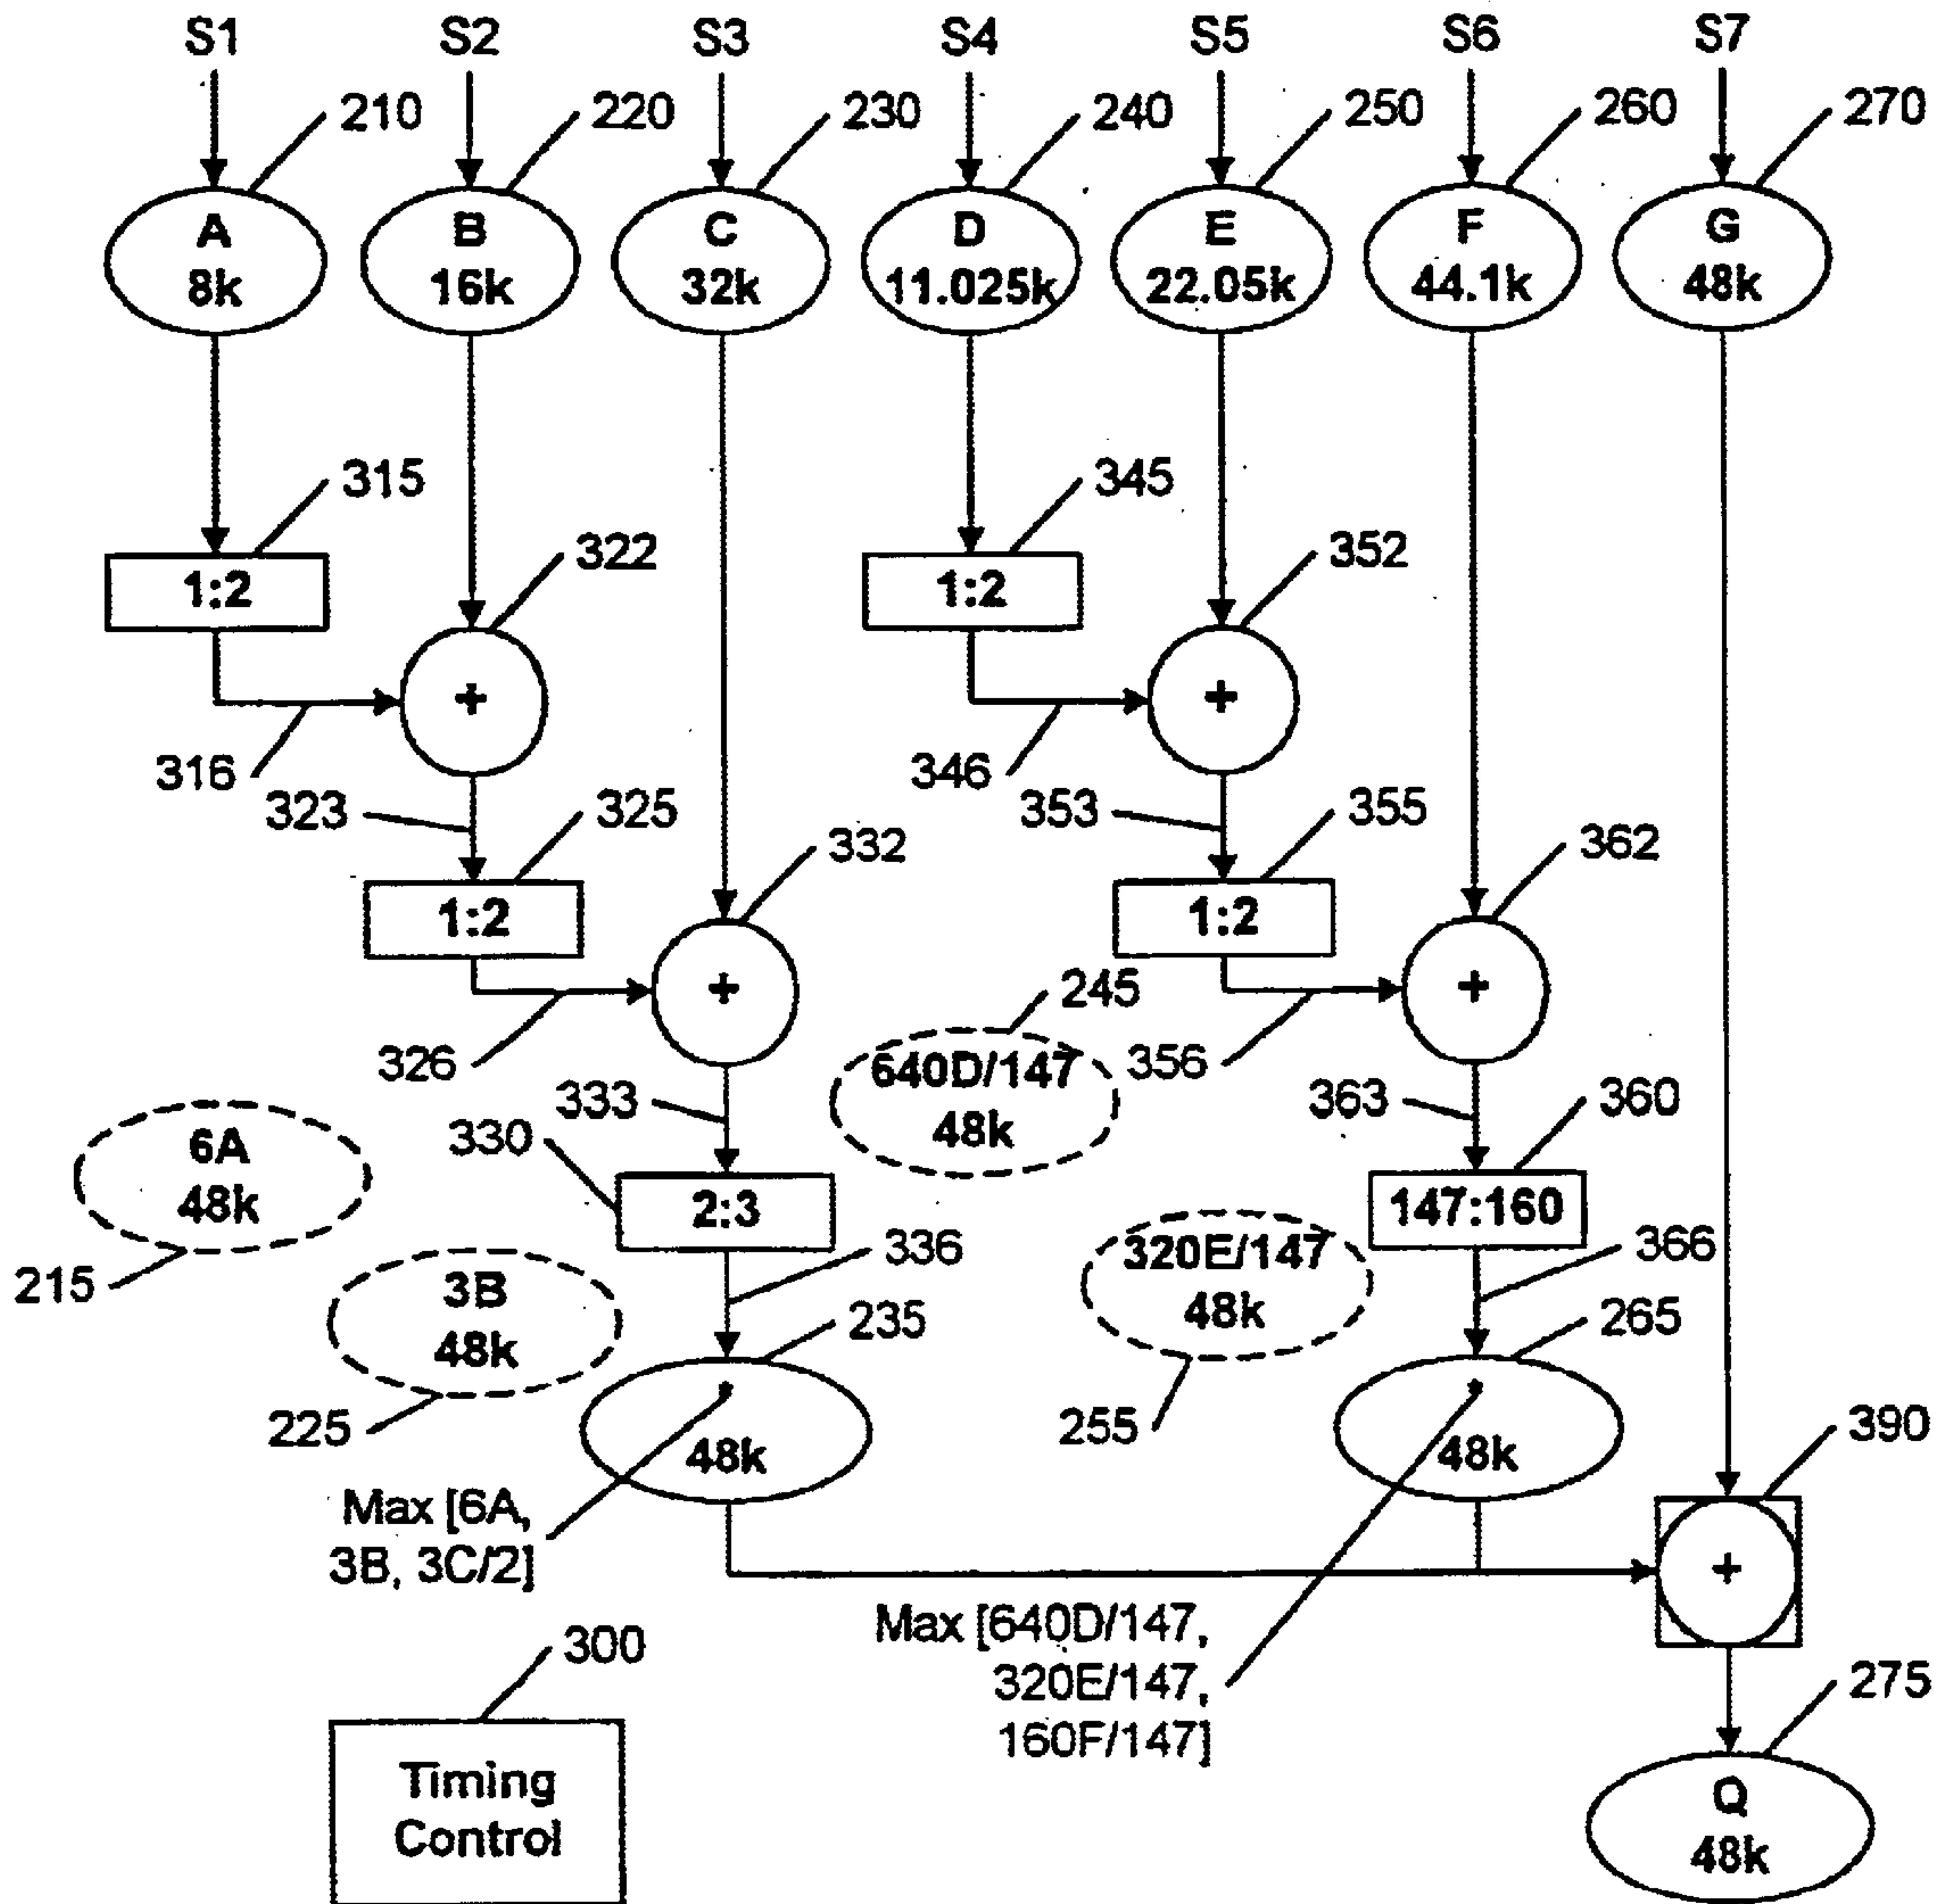 S1 S2 S3 S4 S5 S6 S7
210 220 230 240 250 260 270
A B C D E F G
8k 16k 32k 11.025k 22.05k 44.1k 48k
315 345
322 352
1:2 1:2
+ +
316 346
323 325 353 355
332 362
1:2 1:2
+ +
245
326 356
640D/147
48k
333 363 360
330
6A
48k
2:3 147:160
336 366
215
3B
48k
320E/147
48k
235 265
225 255
* *
48k 48k
390
Max [6A,
3B, 3C/2]
+
Max [640D/147,
320E/147,
160F/147]
300
275
Timing
Control
Q
48k